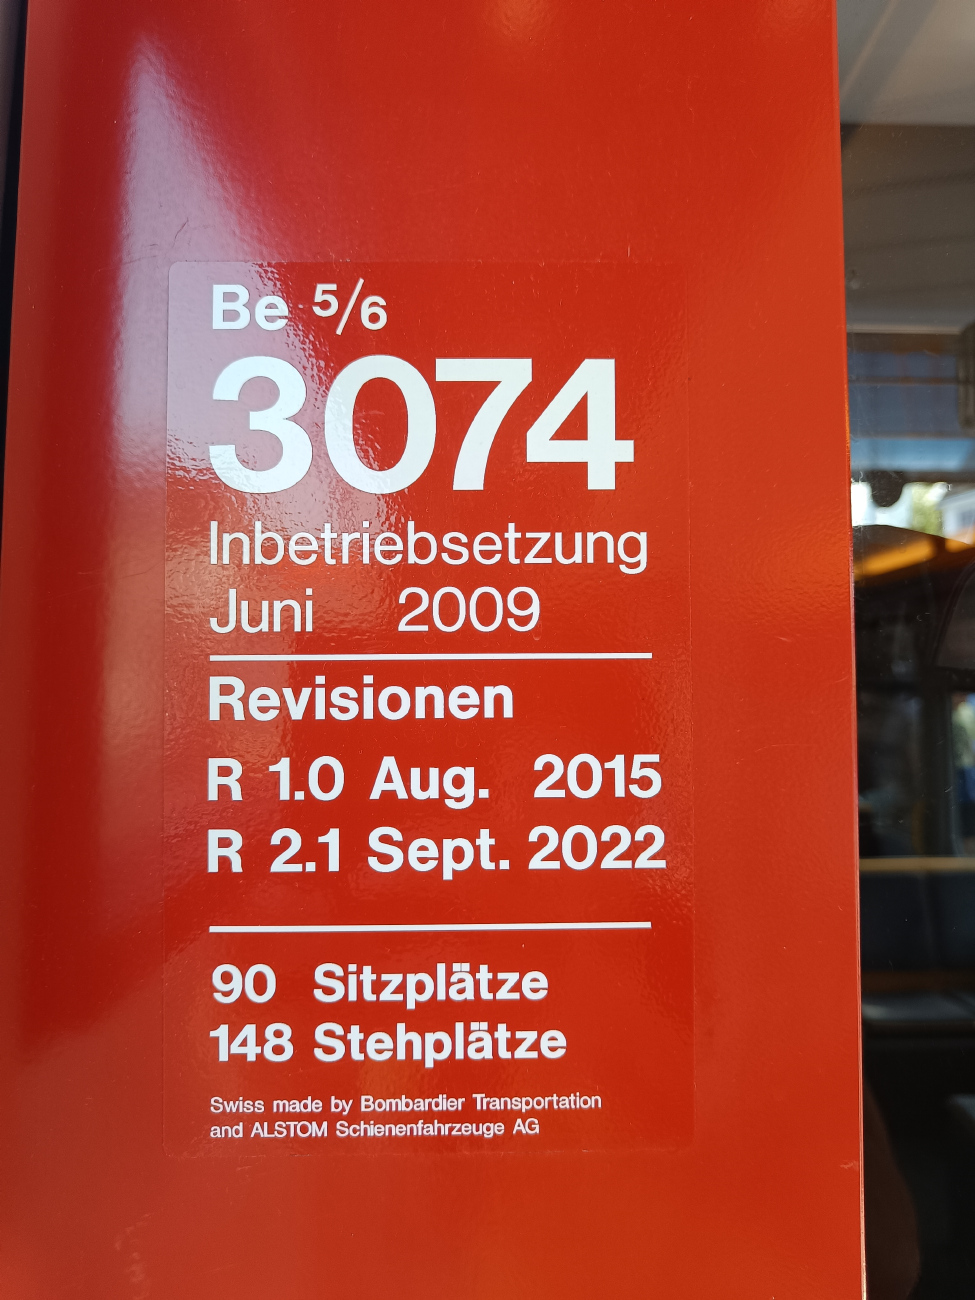 Be 5/6
3074
Inbetriebsetzung
Juni 2009
Revisionen
R 1.0 Aug. 2015
R 2.1 Sept. 2022
90 Sitzplätze
148 Stehplätze
Swiss made by Bombardier Transportation
and ALSTOM Schienenfahrzeuge AG